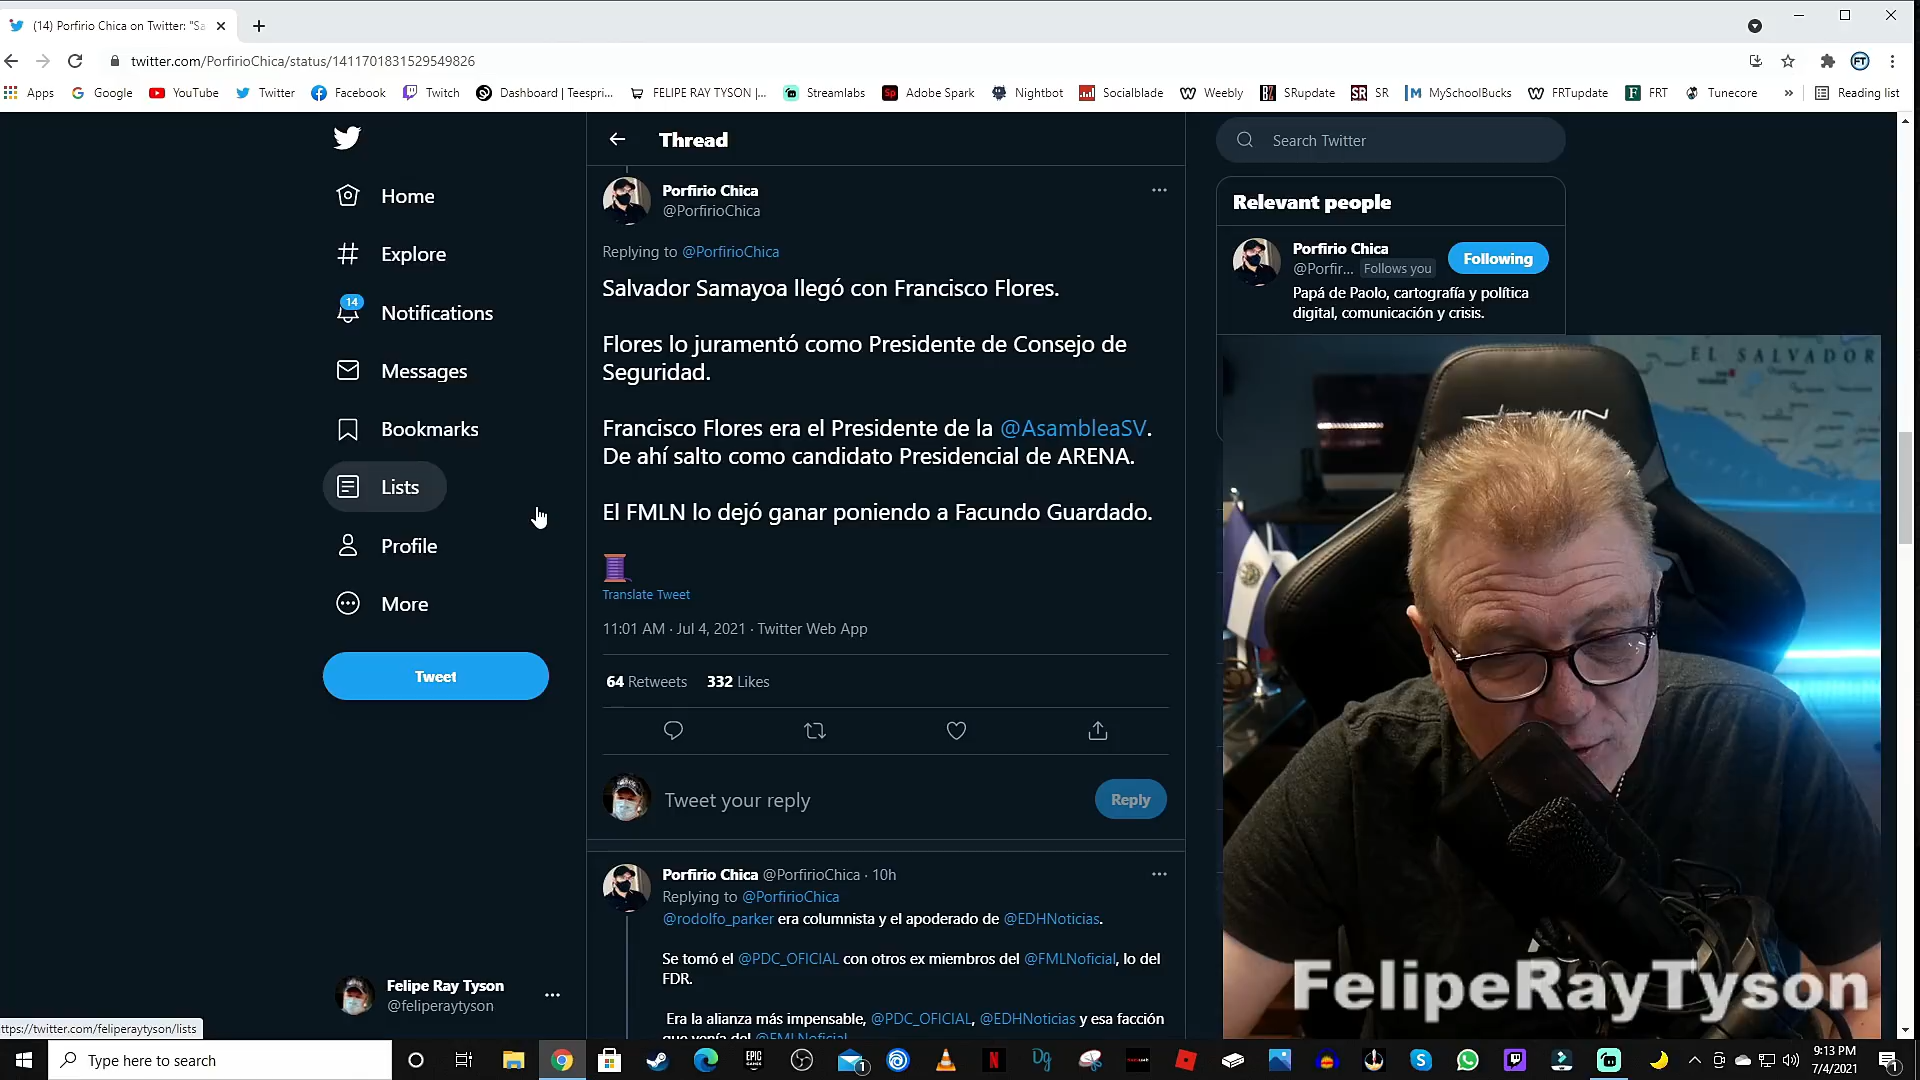 (14) Porfirio Chica on Twitter: "Sa
twitter.com/PorfirioChica/status/1411701831529549826
FT
Apps
Google
YouTube
Twitter
Facebook
Twitch
Dashboard | Teespri...
FELIPE RAY TYSON |...
Streamlabs
Adobe Spark
Nightbot
Socialblade
Weebly
SRupdate
SR
MySchoolBucks
FRTupdate
FRT
Tunecore
»
Reading list
Home
Explore
14
Notifications
Messages
Bookmarks
Lists
Profile
More
Tweet
Felipe Ray Tyson
@feliperaytyson
ttps://twitter.com/feliperaytyson/lists
Thread
Porfirio Chica
@PorfirioChica
Replying to @PorfirioChica
Salvador Samayoa llegó con Francisco Flores.
Flores lo juramentó como Presidente de Consejo de
Seguridad.
Francisco Flores era el Presidente de la @AsambleaSV.
De ahí salto como candidato Presidencial de ARENA.
El FMLN lo dejó ganar poniendo a Facundo Guardado.
Translate Tweet
11:01 AM · Jul 4, 2021 · Twitter Web App
64 Retweets 332 Likes
Tweet your reply
Reply
Porfirio Chica @PorfirioChica · 10h
Replying to @PorfirioChica
@rodolfo_parker era columnista y el apoderado de @EDHNoticias.
Se tomó el @PDC_OFICIAL con otros ex miembros del @FMLNoficial, lo del
FDR.
Era la alianza más impensable, @PDC_OFICIAL, @EDHNoticias y esa facción
que venía del @FMLNoficial
Search Twitter
Relevant people
Porfirio Chica
@Porfir... Follows you
Following
Papá de Paolo, cartografía y política
digital, comunicación y crisis.
EL SALVADOR
FelipeRayTyson
Type here to search
9:13 PM
7/4/2021